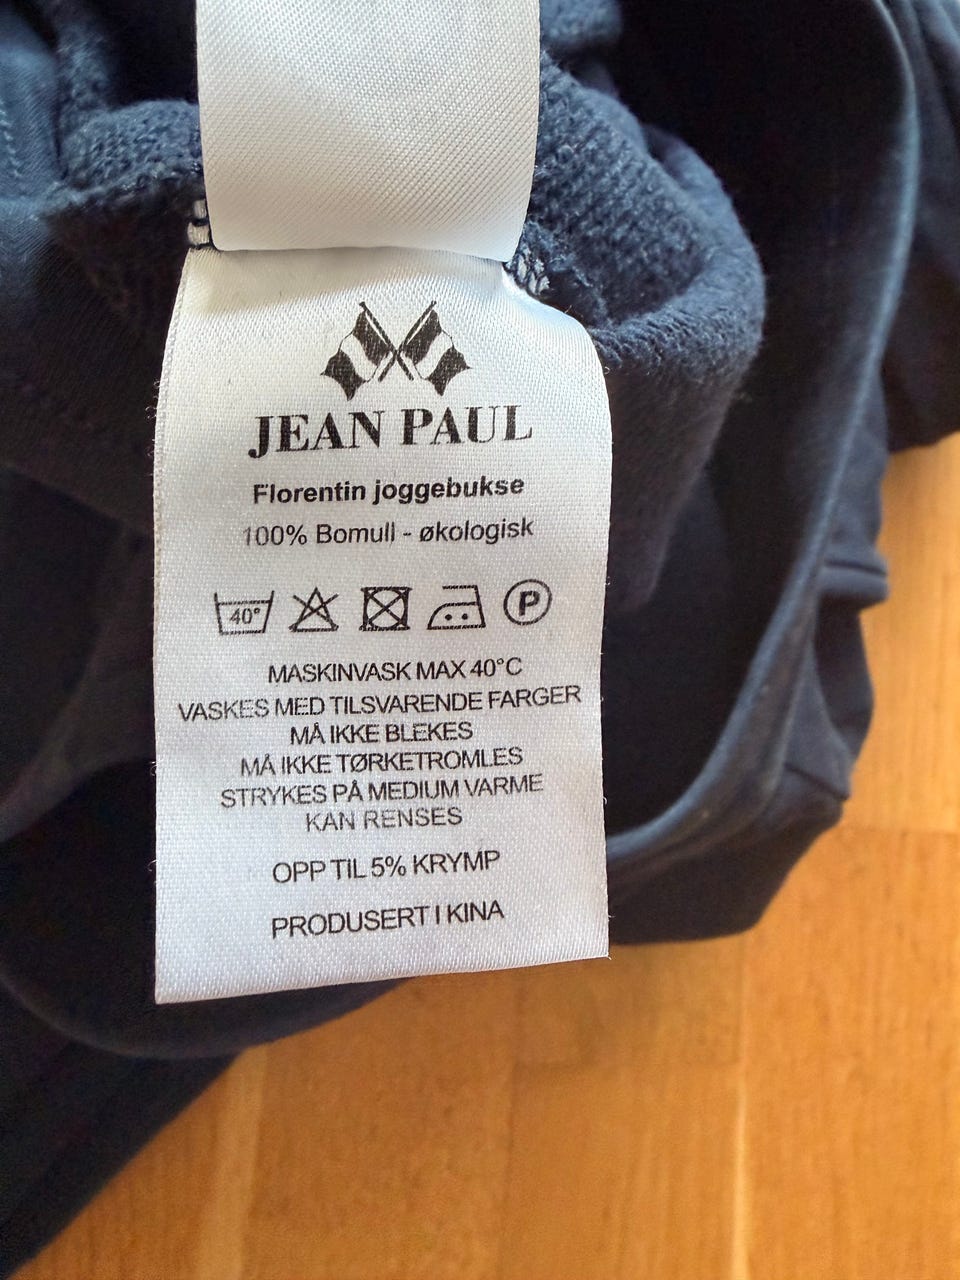 JEAN PAUL
Florentin joggebukse
100% Bomull - økologisk
40°
P
MASKINVASK MAX 40°C
VASKES MED TILSVARENDE FARGER
MÅ IKKE BLEKES
MÅ IKKE TØRKETROMLES
STRYKES PÅ MEDIUM VARME
KAN RENSES
OPP TIL 5% KRYMP
PRODUSERT I KINA